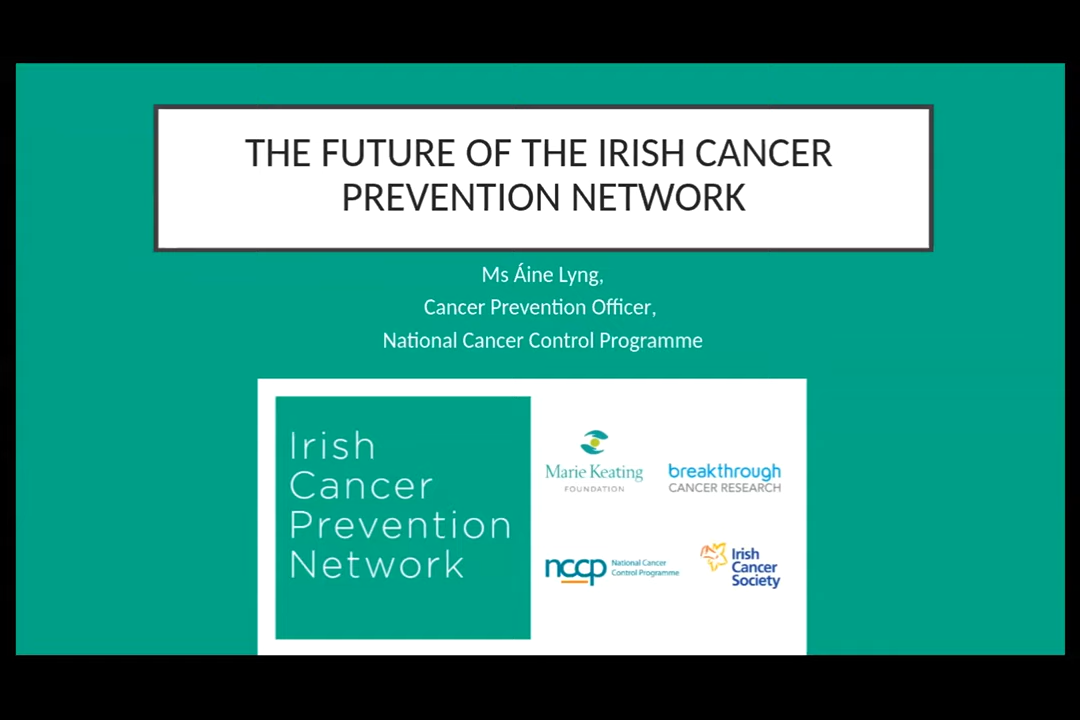 THE FUTURE OF THE IRISH CANCER
PREVENTION NETWORK
Ms Áine Lyng,
Cancer Prevention Officer,
National Cancer Control Programme
Irish
Cancer
Prevention
Network
Marie Keating
FOUNDATION
breakthrough
CANCER RESEARCH
nccp
National Cancer
Control Programme
Irish
Cancer
Society